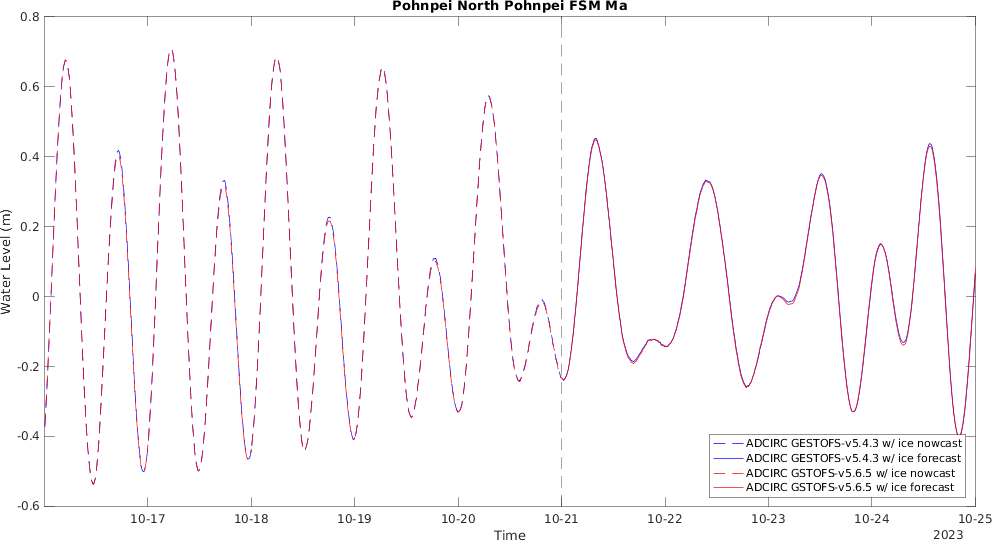 Pohnpei North Pohnpei FSM Ma
0.8
0.6
0.4
0.2
0
-0.2
-0.4
-0.6
Water Level (m)
10-17
10-18
10-19
10-20
10-21
10-22
10-23
10-24
10-25
Time
2023
ADCIRC GESTOFS-v5.4.3 w/ ice nowcast
ADCIRC GESTOFS-v5.4.3 w/ ice forecast
ADCIRC GSTOFS-v5.6.5 w/ ice nowcast
ADCIRC GSTOFS-v5.6.5 w/ ice forecast